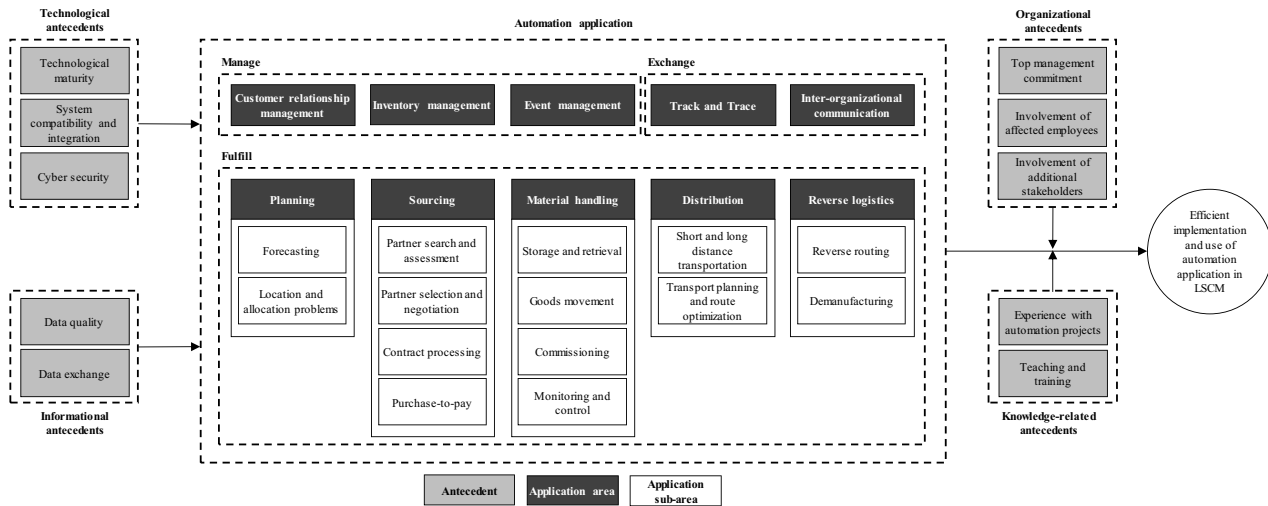 Technological
antecedents
Technological
maturity
System
compatibility and
integration
Cyber security
Data quality
Data exchange
Informational
antecedents
Automation application
Manage
Customer relationship
management
Inventory management
Event management
Exchange
Track and Trace
Inter-organizational
communication
Fulfill
Planning
Forecasting
Location and
allocation problems
Sourcing
Partner search and
assessment
Partner selection and
negotiation
Contract processing
Purchase-to-pay
Material handling
Storage and retrieval
Goods movement
Commissioning
Monitoring and
control
Distribution
Short and long
distance
transportation
Transport planning
and route
optimization
Reverse logistics
Reverse routing
Demanufacturing
Organizational
antecedents
Top management
commitment
Involvement of
affected employees
Involvement of
additional
stakeholders
Experience with
automation projects
Teaching and
training
Knowledge-related
antecedents
Efficient
implementation
and use of
automation
application in
LSCM
Antecedent
Application area
Application
sub-area